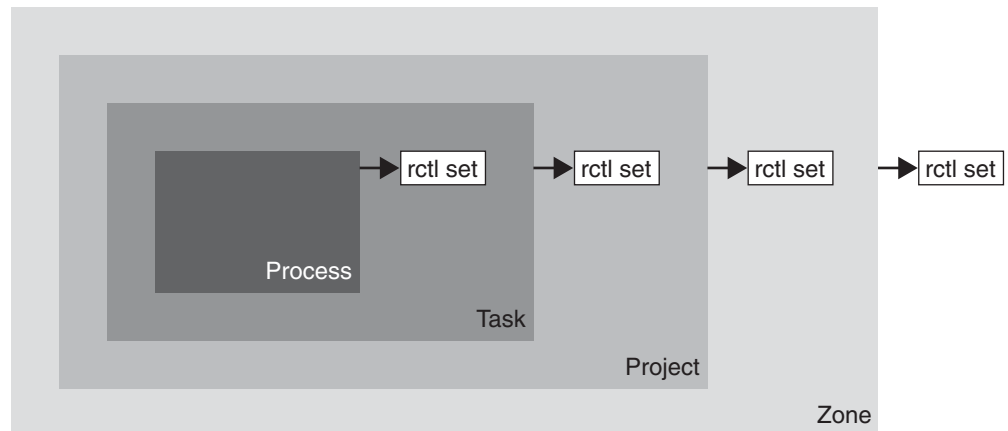 rctl set
rctl set
rctl set
rctl set
Process
Task
Project
Zone